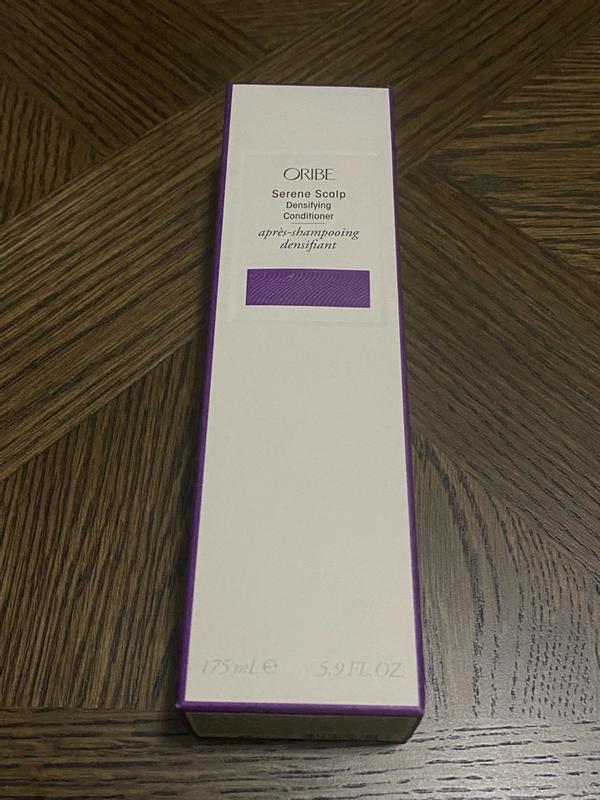 ORIBE
Serene Scalp
Densifying
Conditioner
après-shampooing
densifiant
175 mL ℮ 5.9 FL. OZ.